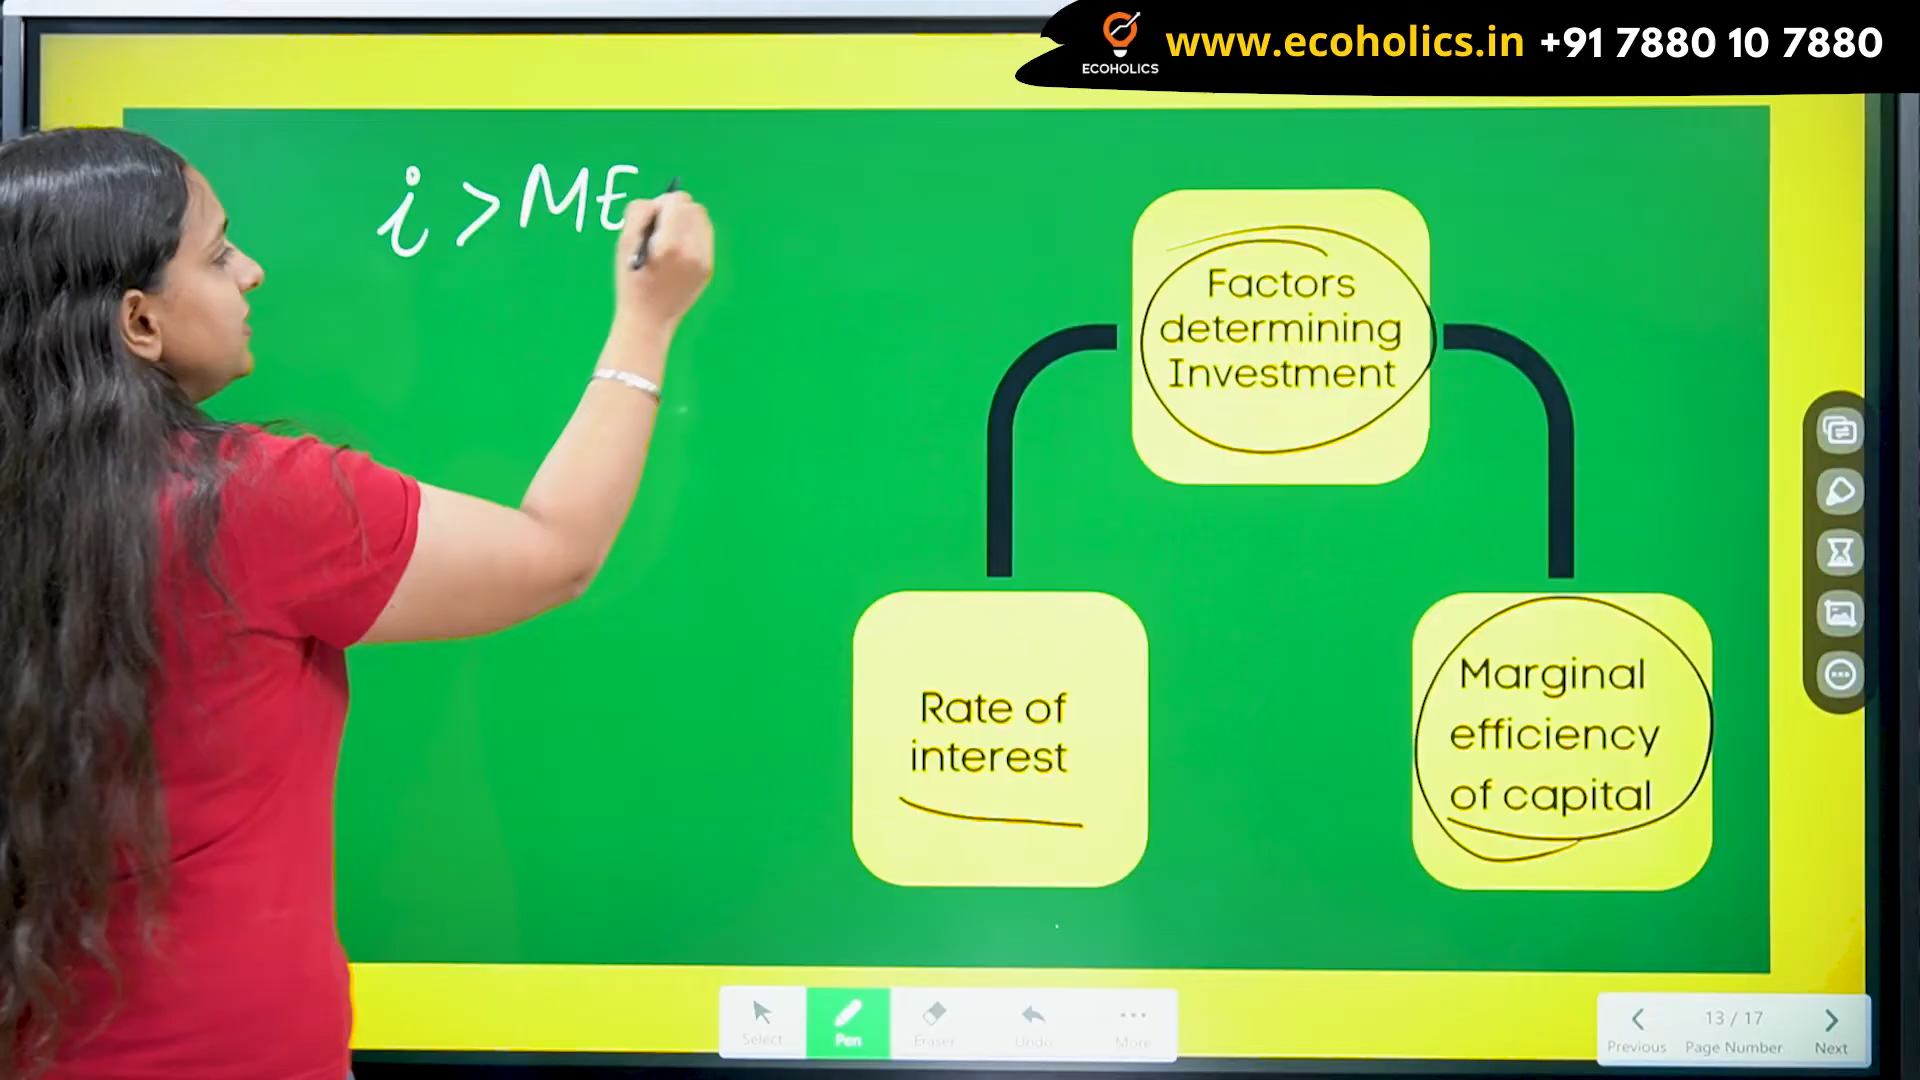 www.ecoholics.in +91 7880 10 7880
ECOHOLICS
i > ME
Factors
determining
Investment
Rate of
interest
Marginal
efficiency
of capital
Select
Pen
Eraser
Undo
More
13 / 17
Previous
Page Number
Next